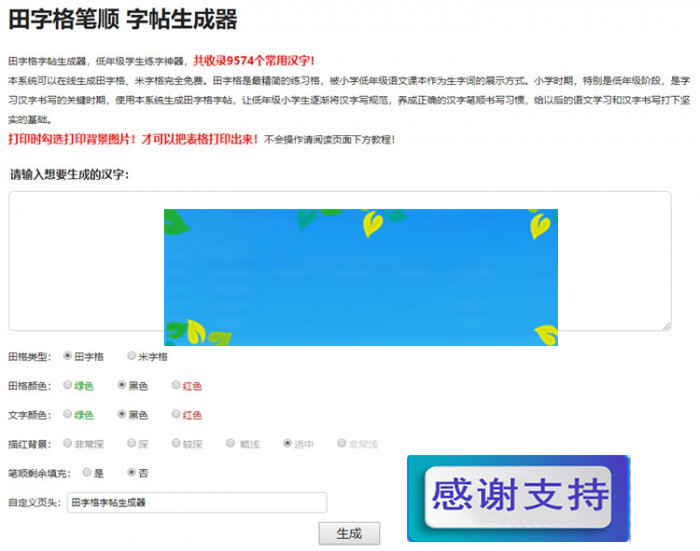 田字格笔顺 字帖生成器
田字格字帖生成器，低年级学生练字神器，共收录9574个常用汉字！
本系统可以在线生成田字格、米字格完全免费。田字格是最精简的练习格，被小学低年级语文课本作为生字词的展示方式。小学时期，特别是低年级阶段，是学
习汉字书写的关键时期，使用本系统生成田字格字帖，让低年级小学生逐渐将汉字写规范，养成正确的汉字笔顺书写习惯，给以后的语文学习和汉字书写打下坚
实的基础。
打印时勾选打印背景图片！才可以把表格打印出来！不会操作请阅读页面下方教程！
请输入想要生成的汉字：
田格类型： 田字格 米字格
田格颜色： 绿色 黑色 红色
文字颜色： 绿色 黑色 红色
描红背景： 非常深 深 较深 略浅 适中 非常浅
笔顺剩余填充： 是 否
自定义页头： 田字格字帖生成器
生成
感谢支持